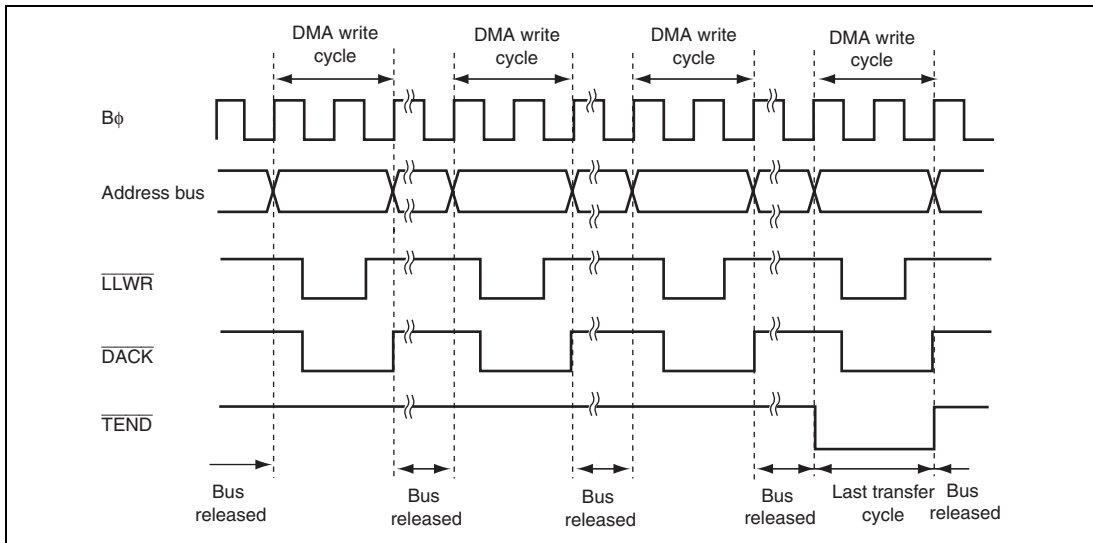 DMA write
cycle
DMA write
cycle
DMA write
cycle
DMA write
cycle
Bϕ
Address bus
LLWR
DACK
TEND
Bus
released
Bus
released
Bus
released
Bus
released
Last transfer
cycle
Bus
released